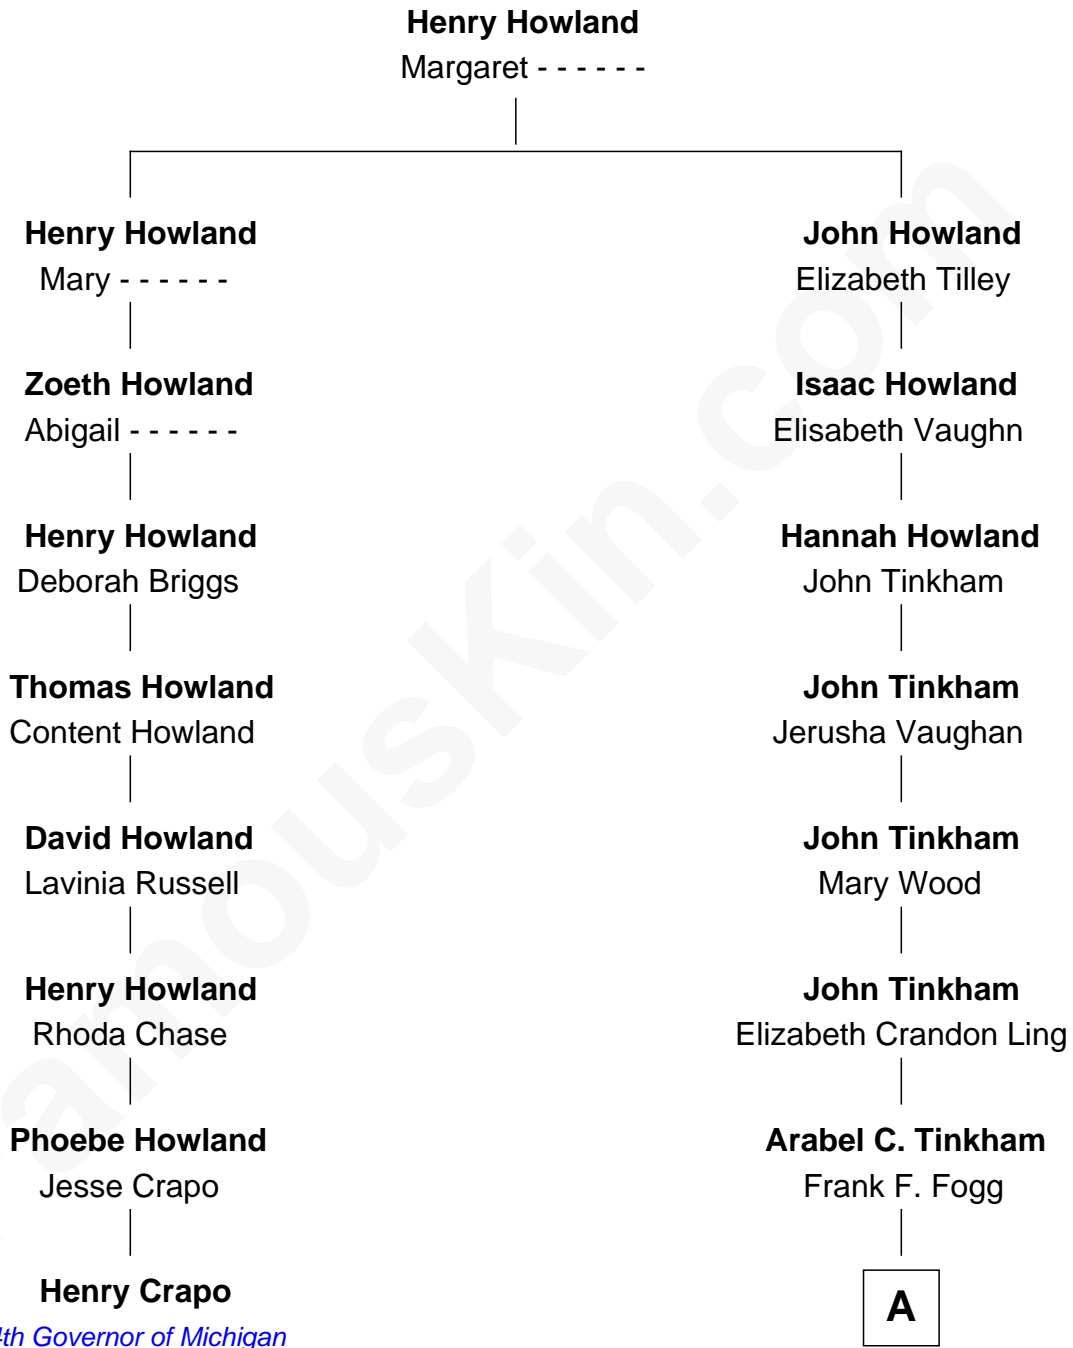 Henry Howland
Margaret - - - - - -
Henry Howland
Mary - - - - - -
John Howland
Elizabeth Tilley
Zoeth Howland
Abigail - - - - - -
Isaac Howland
Elisabeth Vaughn
Henry Howland
Deborah Briggs
Hannah Howland
John Tinkham
Thomas Howland
Content Howland
John Tinkham
Jerusha Vaughan
David Howland
Lavinia Russell
John Tinkham
Mary Wood
Henry Howland
Rhoda Chase
John Tinkham
Elizabeth Crandon Ling
Phoebe Howland
Jesse Crapo
Arabel C. Tinkham
Frank F. Fogg
Henry Crapo
4th Governor of Michigan
A
amousKin.com